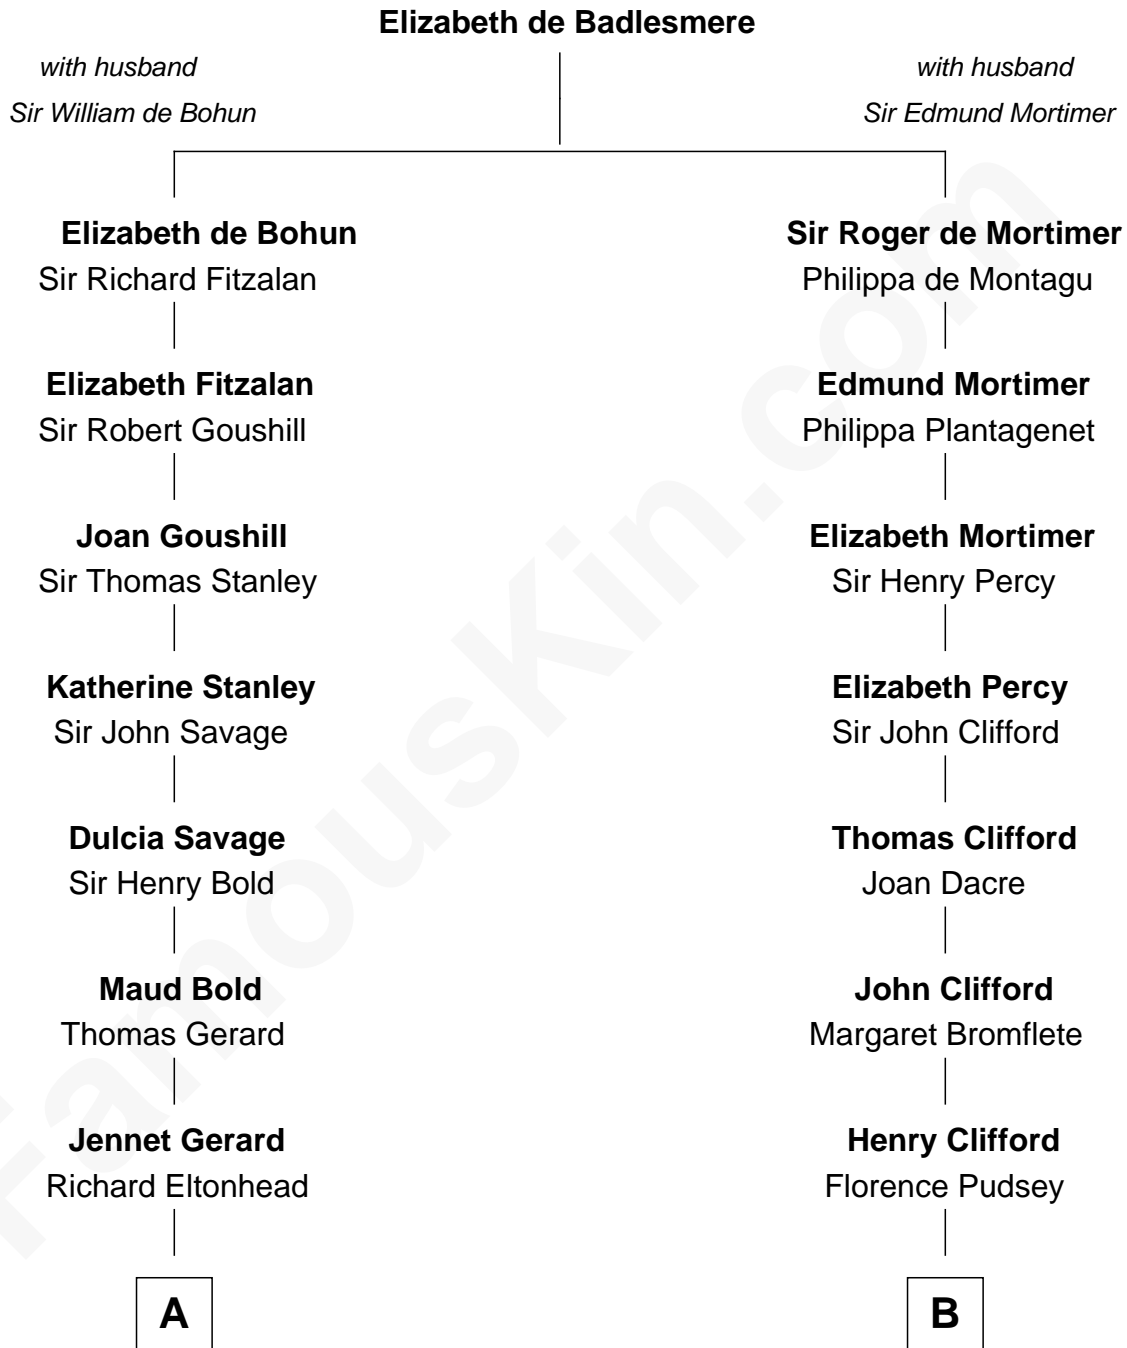 Elizabeth de Badlesmere
with husband
Sir William de Bohun
with husband
Sir Edmund Mortimer
Elizabeth de Bohun
Sir Richard Fitzalan
Sir Roger de Mortimer
Philippa de Montagu
Elizabeth Fitzalan
Sir Robert Goushill
Edmund Mortimer
Philippa Plantagenet
Joan Goushill
Sir Thomas Stanley
Elizabeth Mortimer
Sir Henry Percy
Katherine Stanley
Sir John Savage
Elizabeth Percy
Sir John Clifford
Dulcia Savage
Sir Henry Bold
Thomas Clifford
Joan Dacre
Maud Bold
Thomas Gerard
John Clifford
Margaret Bromflete
Jennet Gerard
Richard Eltonhead
Henry Clifford
Florence Pudsey
A
B
FamousKin.com